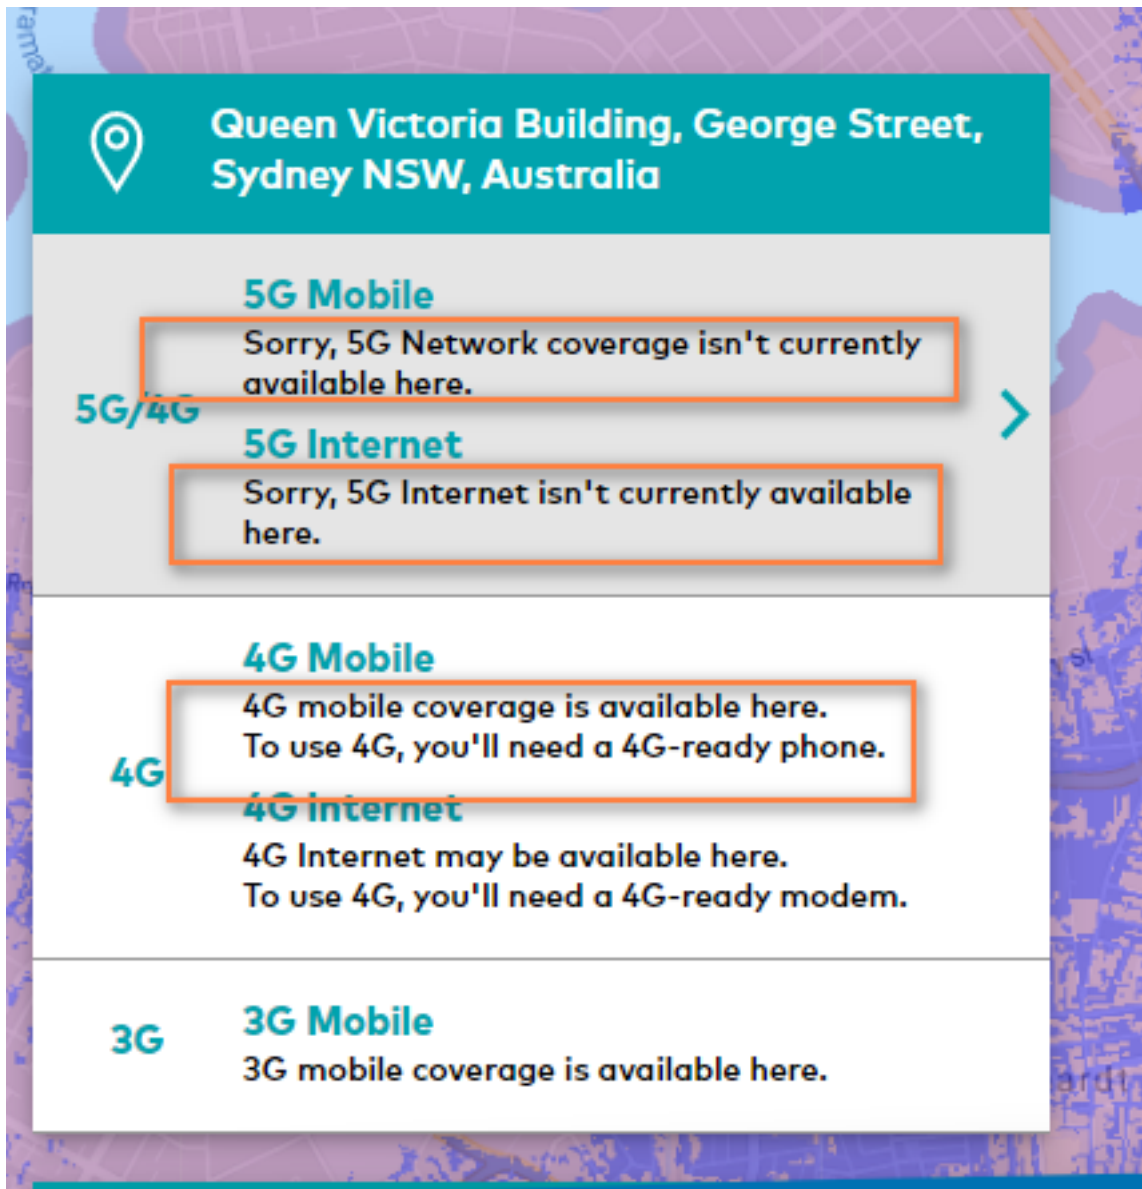 Queen Victoria Building, George Street,
Sydney NSW, Australia
5G/4G
5G Mobile
Sorry, 5G Network coverage isn't currently
available here.
5G Internet
Sorry, 5G Internet isn't currently available
here.
4G
4G Mobile
4G mobile coverage is available here.
To use 4G, you'll need a 4G-ready phone.
4G Internet
4G Internet may be available here.
To use 4G, you'll need a 4G-ready modem.
3G
3G Mobile
3G mobile coverage is available here.